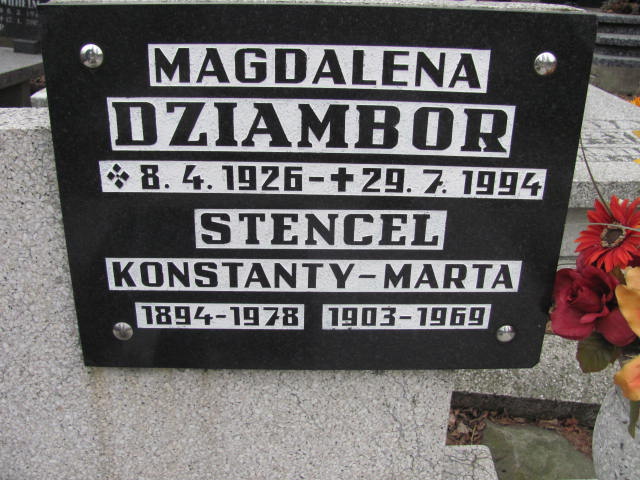 MAGDALENA
DZIAMBOR
8. 4. 1926-✝29. 7. 1994
STENCEL
KONSTANTY-MARTA
1894-1978 1903-1969